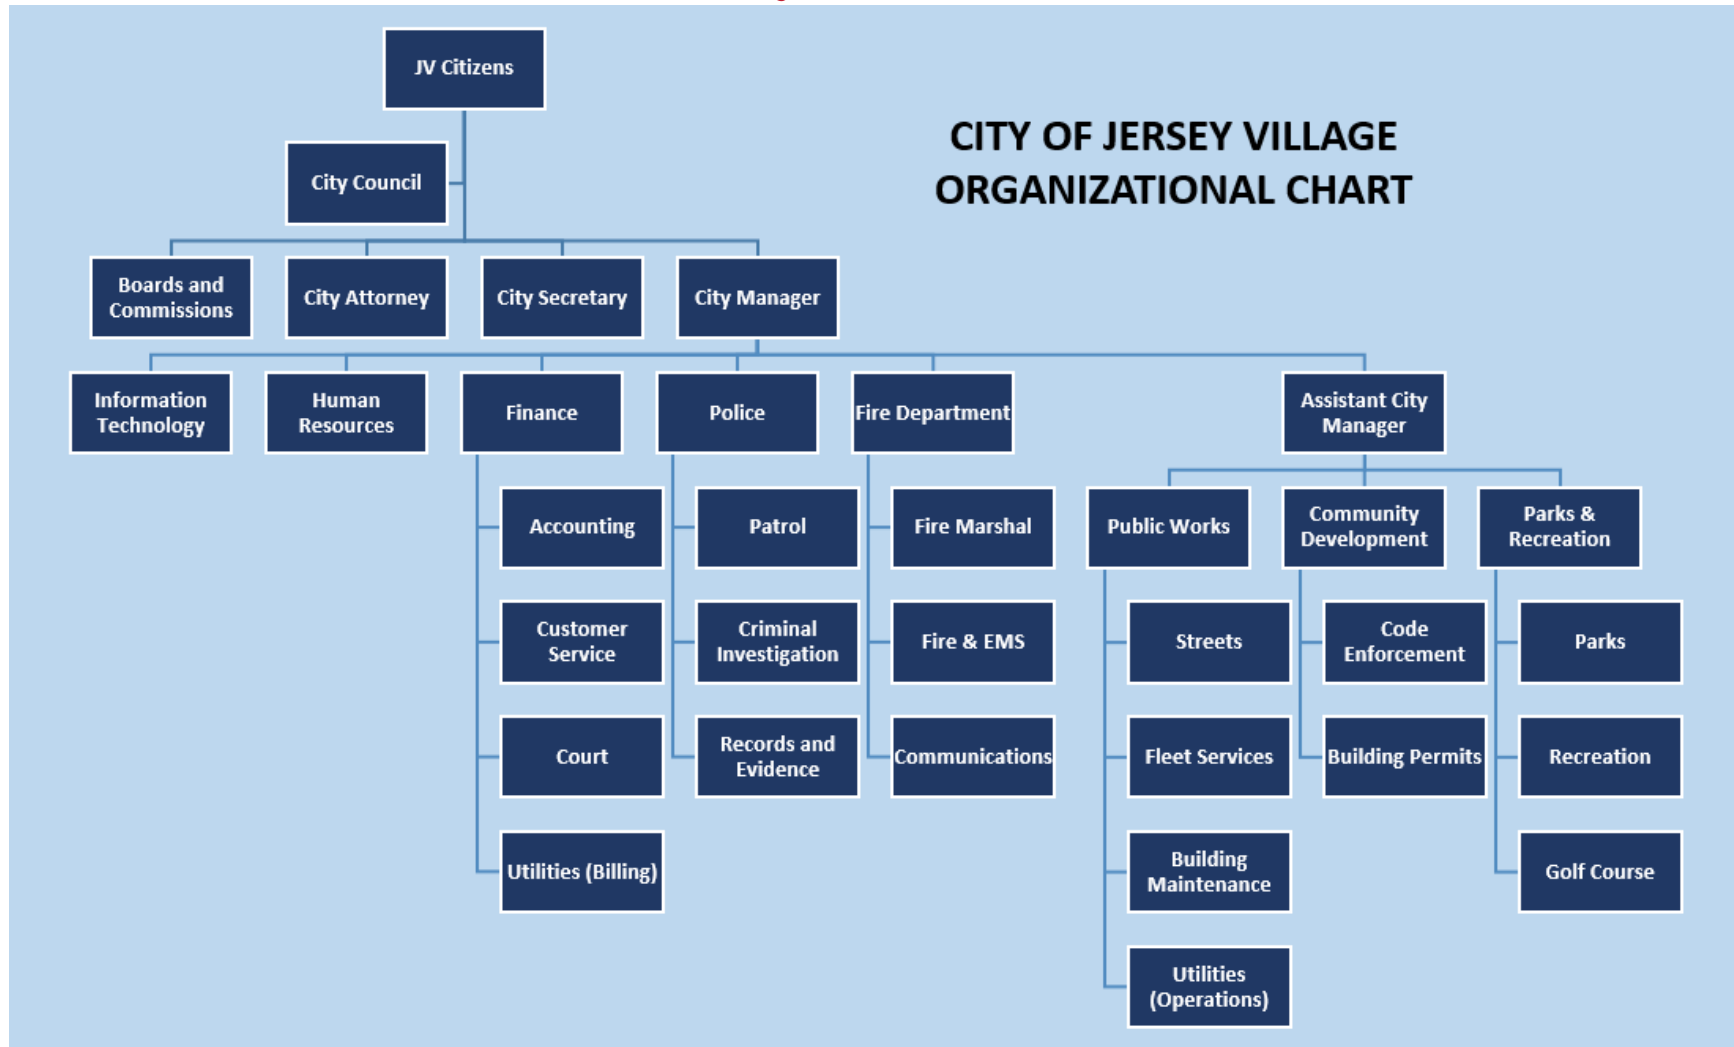 JV Citizens
CITY OF JERSEY VILLAGE
ORGANIZATIONAL CHART
City Council
Boards and
Commissions
City Attorney
City Secretary
City Manager
Information
Technology
Human
Resources
Finance
Police
Fire Department
Assistant City
Manager
Accounting
Patrol
Fire Marshal
Public Works
Community
Development
Parks &
Recreation
Customer
Service
Criminal
Investigation
Fire & EMS
Streets
Code
Enforcement
Parks
Court
Records and
Evidence
Communications
Fleet Services
Building Permits
Recreation
Utilities (Billing)
Building
Maintenance
Golf Course
Utilities
(Operations)